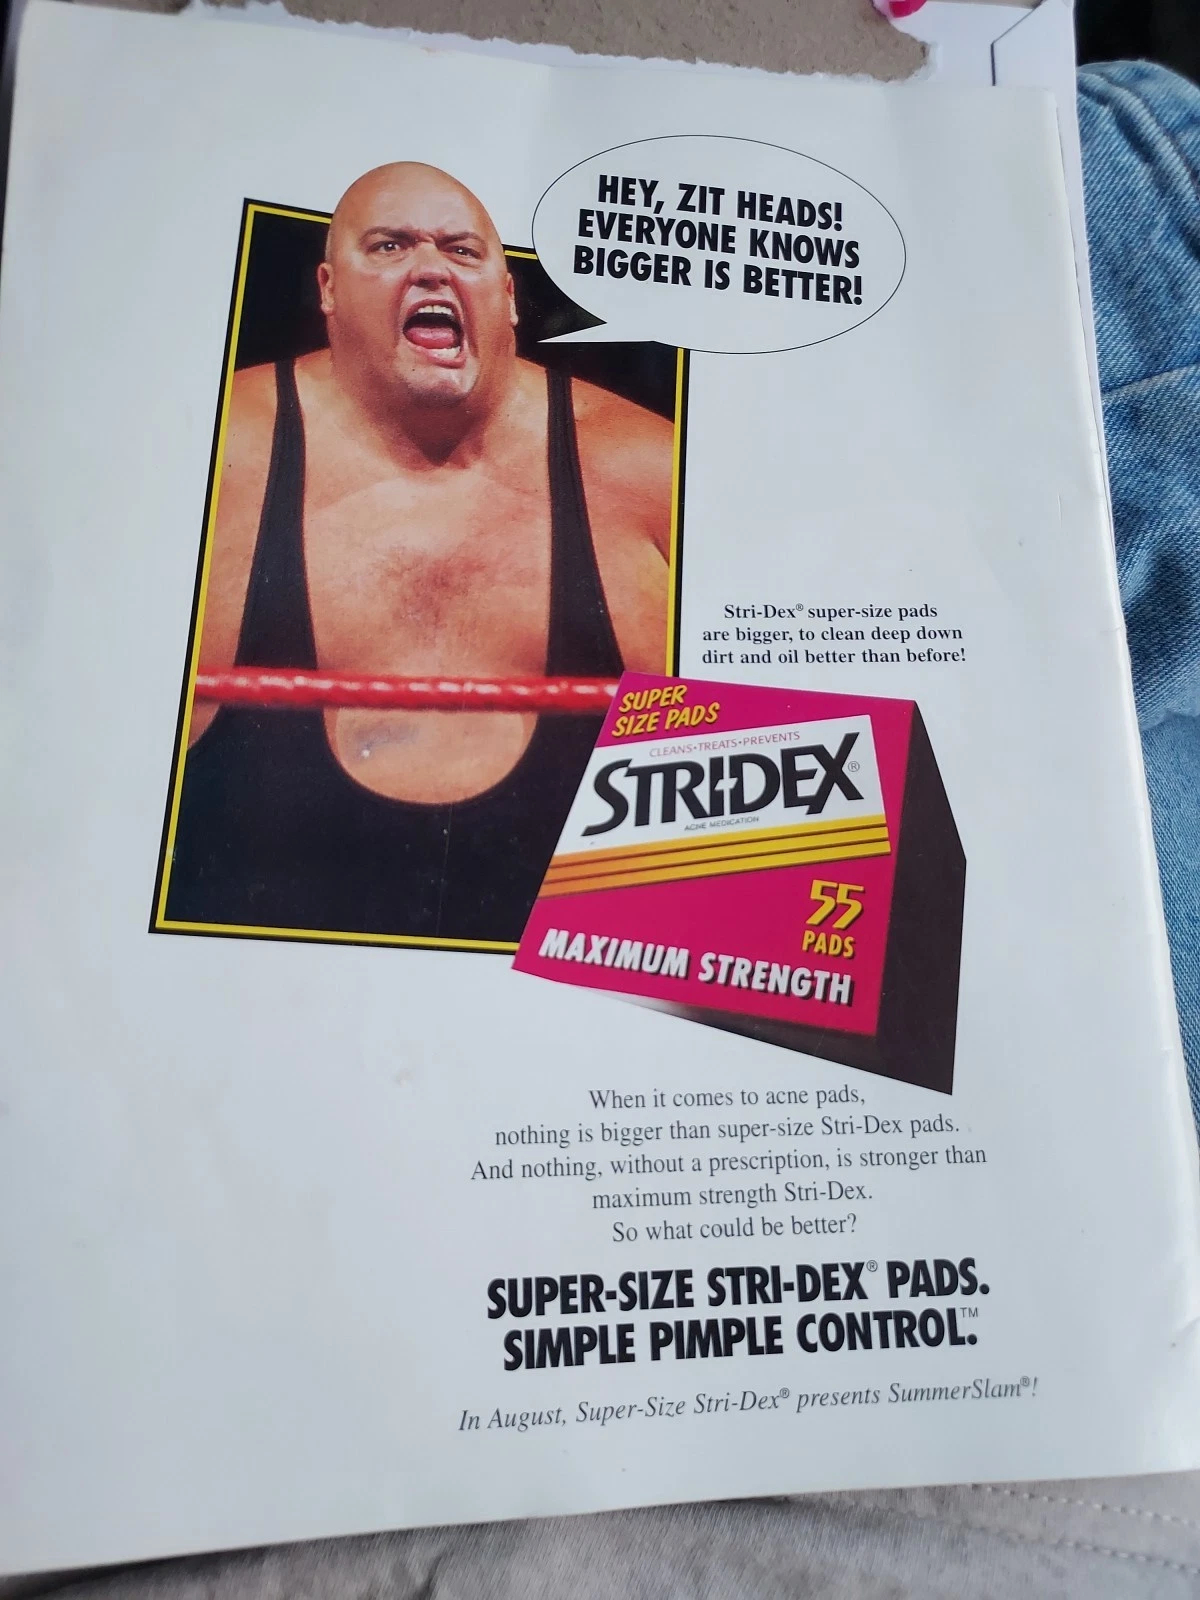 HEY, ZIT HEADS!
EVERYONE KNOWS
BIGGER IS BETTER!
Stri-Dex® super-size pads
are bigger, to clean deep down
dirt and oil better than before!
SUPER
SIZE PADS
CLEANS•TREATS•PREVENTS
STRI-DEX®
ACNE MEDICATION
55
PADS
MAXIMUM STRENGTH
When it comes to acne pads,
nothing is bigger than super-size Stri-Dex pads.
And nothing, without a prescription, is stronger than
maximum strength Stri-Dex.
So what could be better?
SUPER-SIZE STRI-DEX® PADS.
SIMPLE PIMPLE CONTROL.™
In August, Super-Size Stri-Dex® presents SummerSlam®!